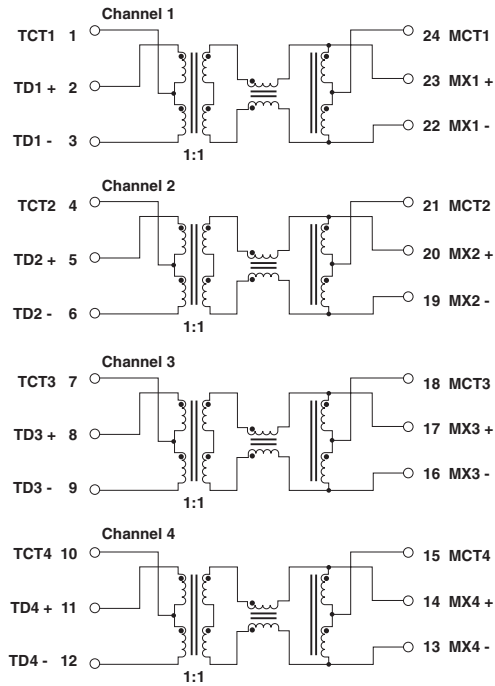 Channel 1
TCT1 1
24 MCT1
TD1 + 2
23 MX1 +
TD1 - 3
22 MX1 -
1:1
Channel 2
TCT2 4
21 MCT2
TD2 + 5
20 MX2 +
TD2 - 6
19 MX2 -
1:1
Channel 3
TCT3 7
18 MCT3
TD3 + 8
17 MX3 +
TD3 - 9
16 MX3 -
1:1
Channel 4
TCT4 10
15 MCT4
TD4 + 11
14 MX4 +
TD4 - 12
13 MX4 -
1:1